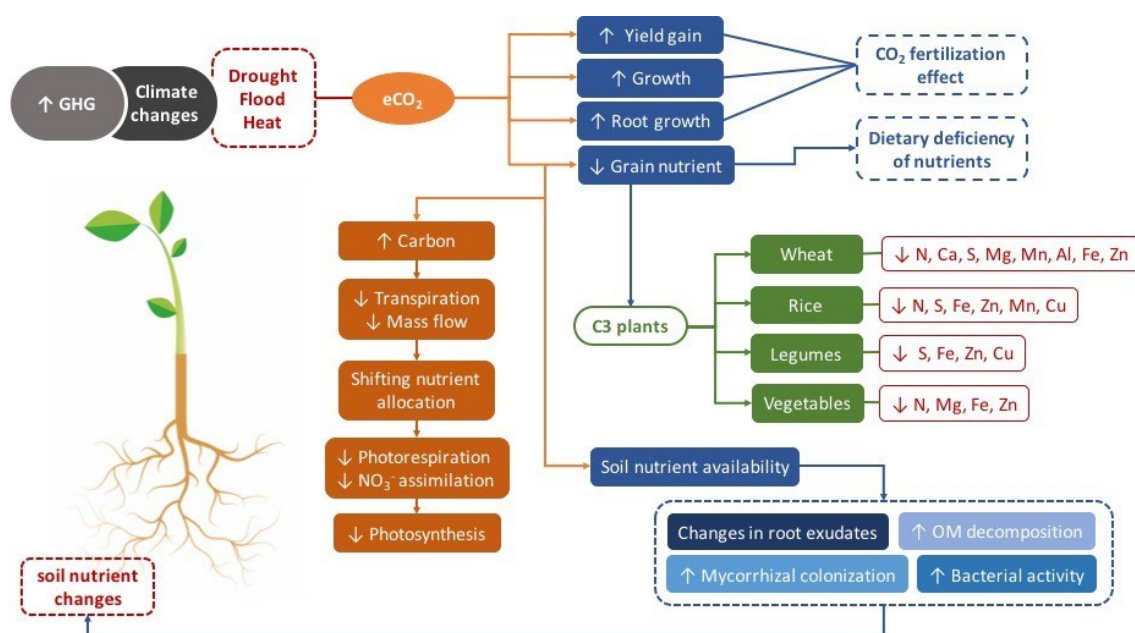 ↑ GHG
Climate
changes
Drought
Flood
Heat
eCO₂
↑ Yield gain
↑ Growth
↑ Root growth
↓ Grain nutrient
CO₂ fertilization
effect
Dietary deficiency
of nutrients
↑ Carbon
↓ Transpiration
↓ Mass flow
Shifting nutrient
allocation
↓ Photorespiration
↓ NO₃⁻ assimilation
↓ Photosynthesis
C3 plants
Wheat
↓ N, Ca, S, Mg, Mn, Al, Fe, Zn
Rice
↓ N, S, Fe, Zn, Mn, Cu
Legumes
↓ S, Fe, Zn, Cu
Vegetables
↓ N, Mg, Fe, Zn
Soil nutrient availability
Changes in root exudates
↑ OM decomposition
↑ Mycorrhizal colonization
↑ Bacterial activity
soil nutrient
changes